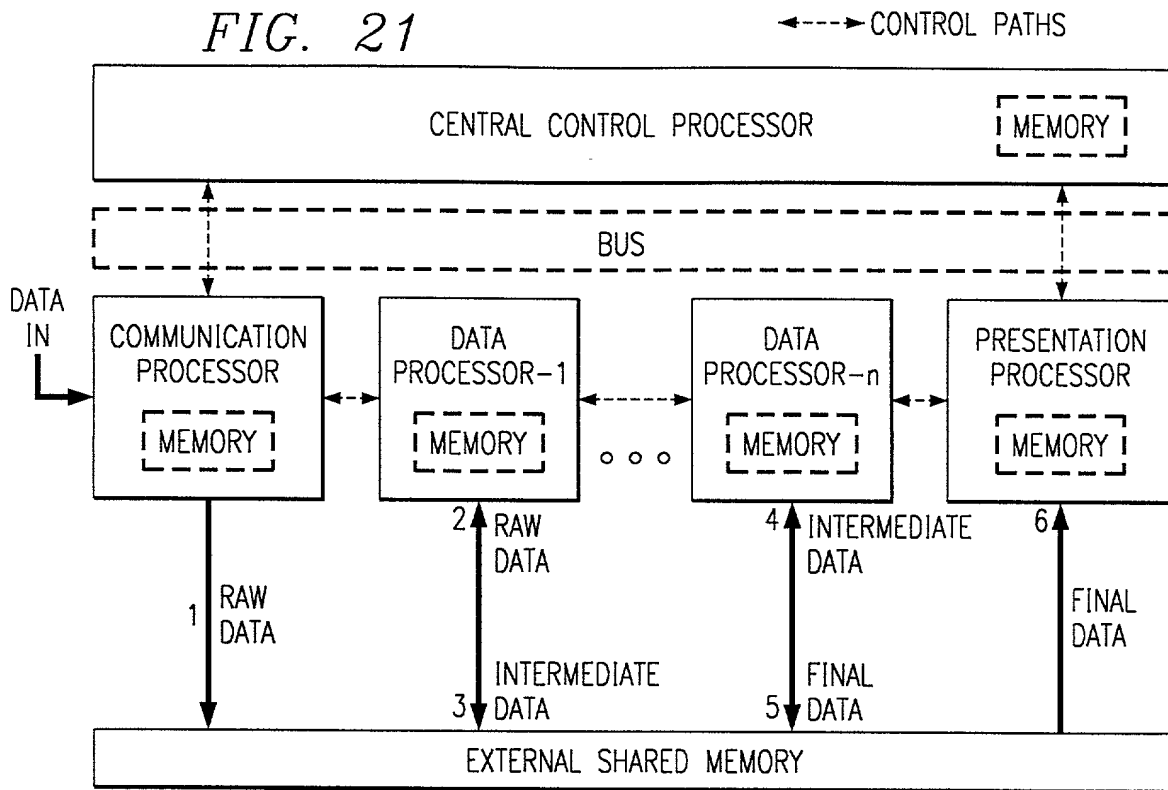 FIG. 21
CONTROL PATHS
CENTRAL CONTROL PROCESSOR
MEMORY
BUS
DATA
IN
COMMUNICATION
PROCESSOR
MEMORY
DATA
PROCESSOR-1
MEMORY
DATA
PROCESSOR-n
MEMORY
PRESENTATION
PROCESSOR
MEMORY
1
RAW
DATA
2
RAW
DATA
3
INTERMEDIATE
DATA
4
INTERMEDIATE
DATA
5
FINAL
DATA
6
FINAL
DATA
EXTERNAL SHARED MEMORY